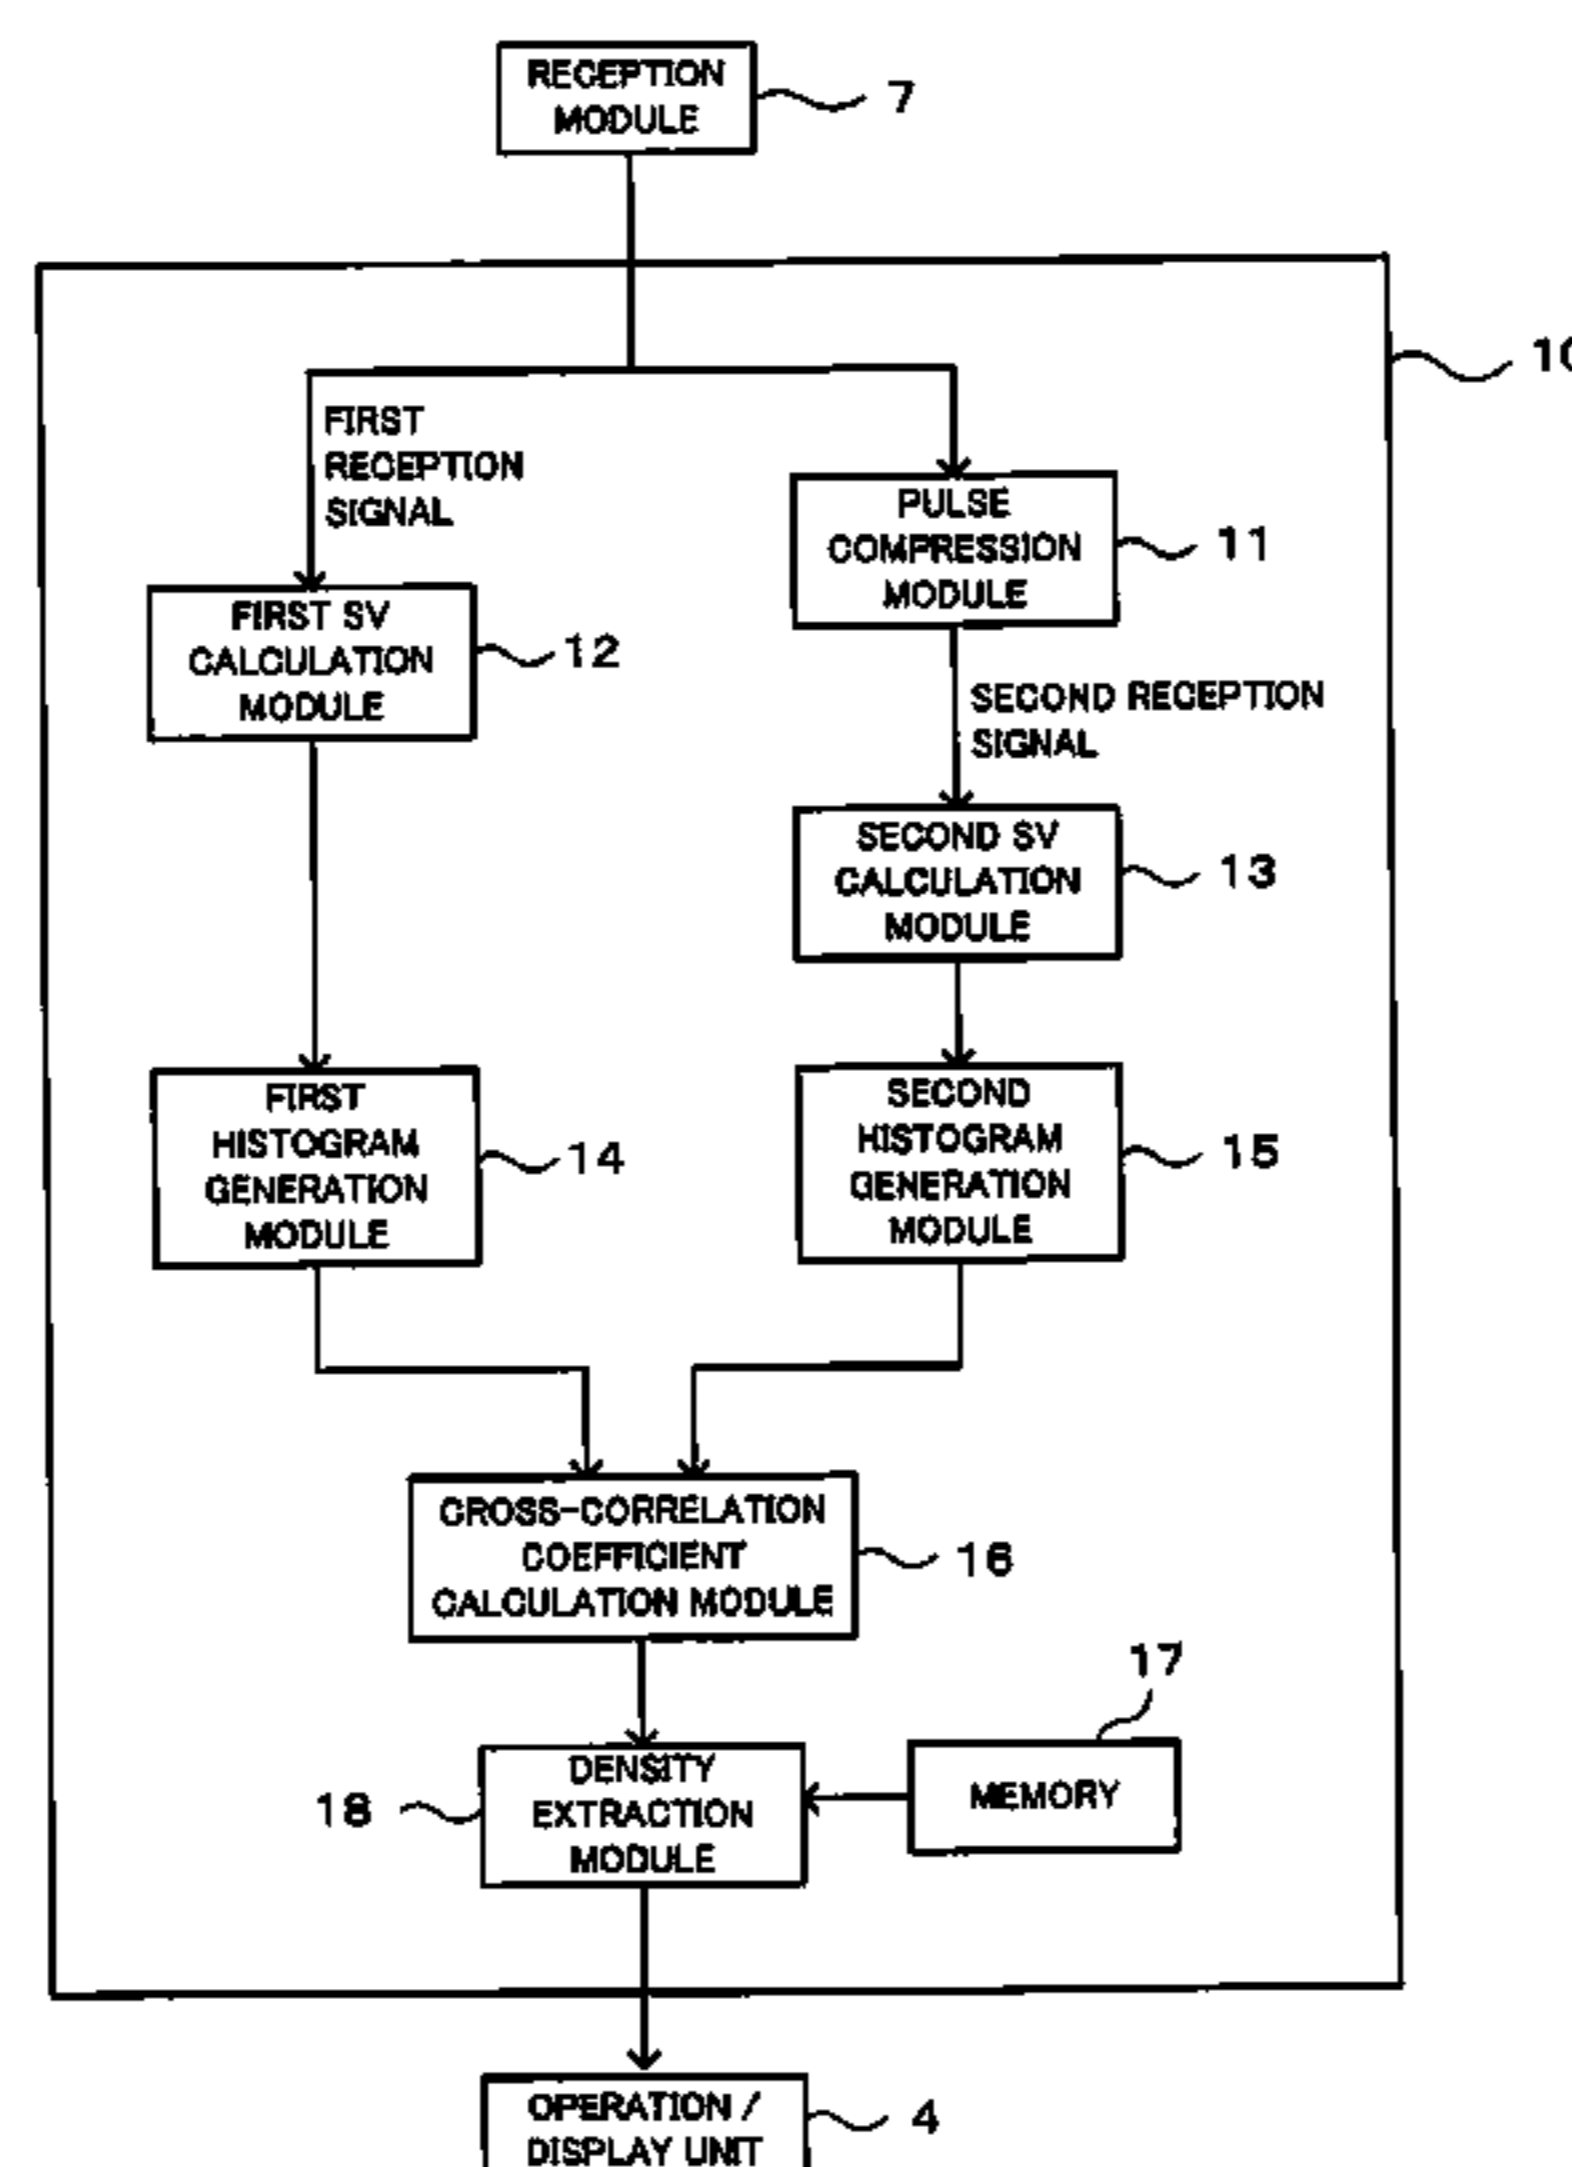 RECEPTION
MODULE
7
10
FIRST
RECEPTION
SIGNAL
PULSE
COMPRESSION
MODULE
11
FIRST SV
CALCULATION
MODULE
12
SECOND RECEPTION
SIGNAL
SECOND SV
CALCULATION
MODULE
13
FIRST
HISTOGRAM
GENERATION
MODULE
14
SECOND
HISTOGRAM
GENERATION
MODULE
15
CROSS-CORRELATION
COEFFICIENT
CALCULATION MODULE
16
17
DENSITY
EXTRACTION
MODULE
18
MEMORY
OPERATION /
DISPLAY UNIT
4